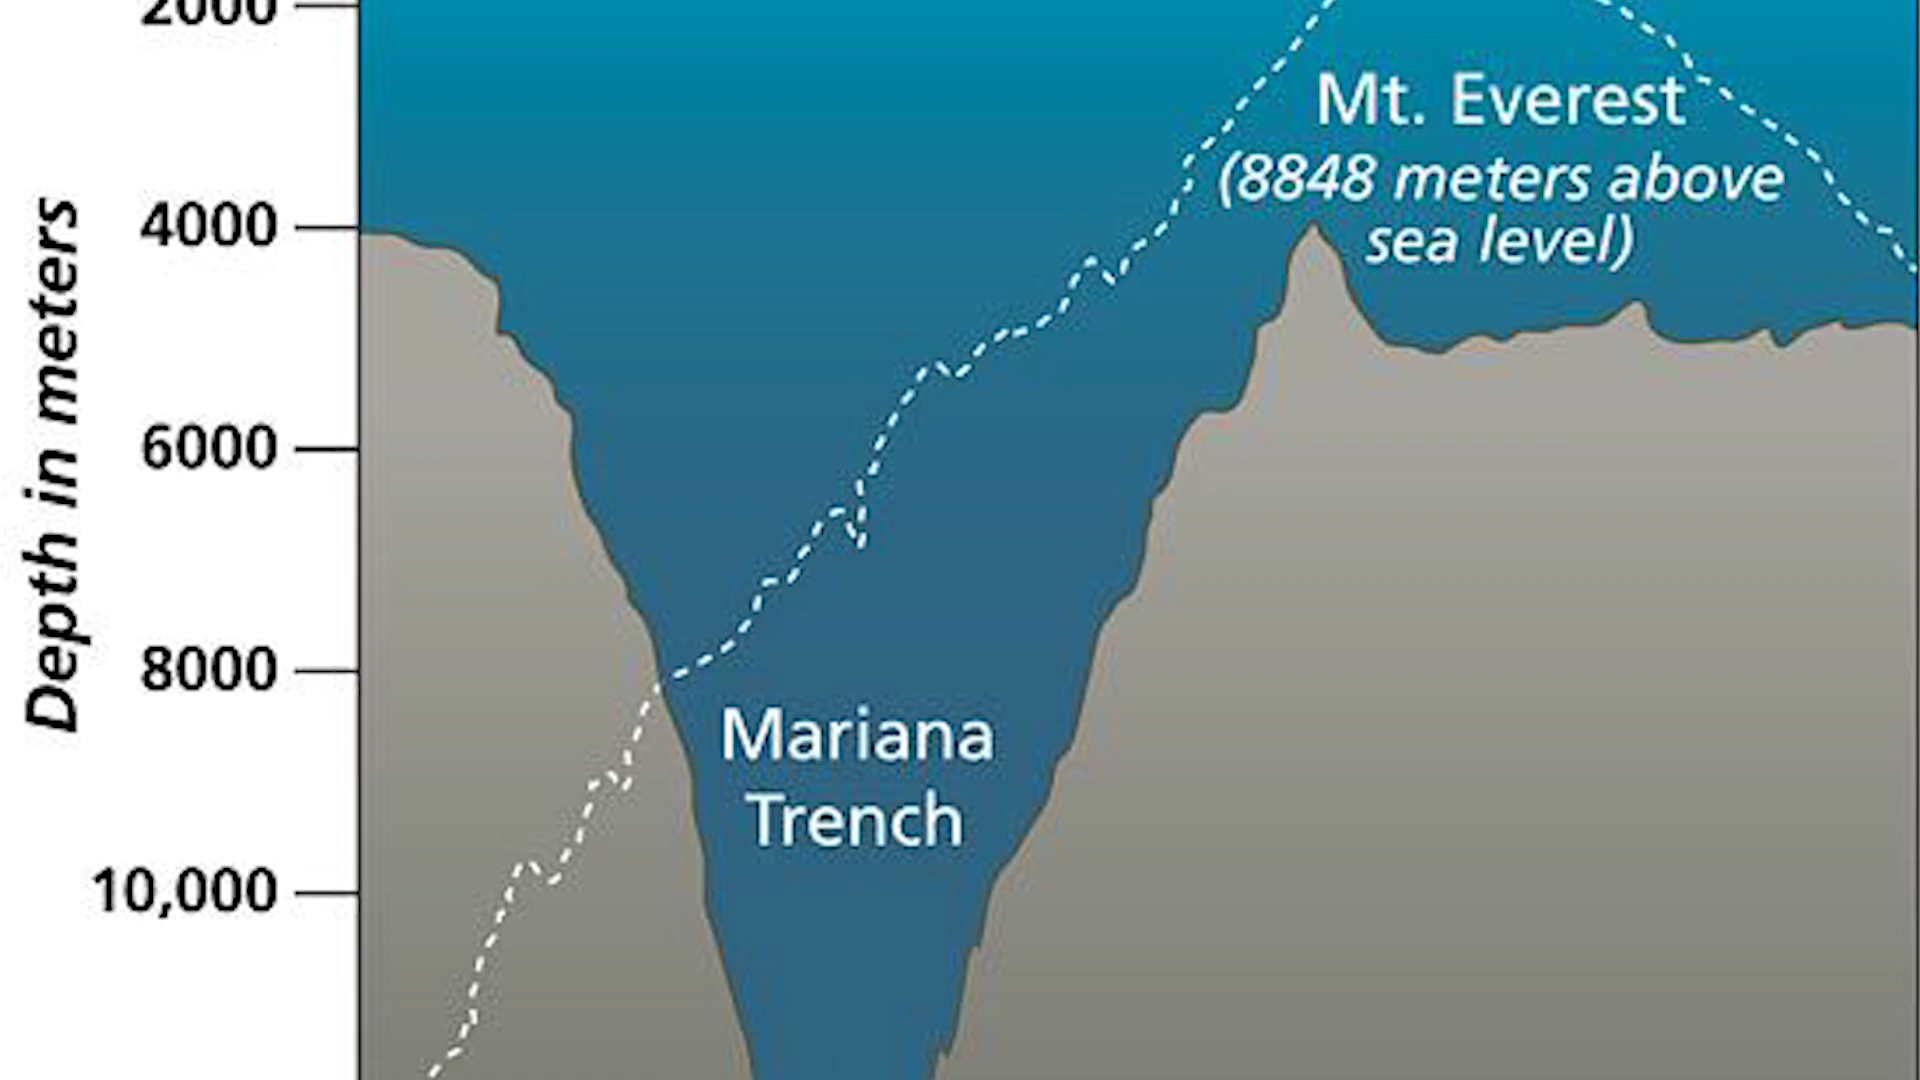 2000
Mt. Everest
(8848 meters above
sea level)
Depth in meters
4000
6000
8000
Mariana
Trench
10,000